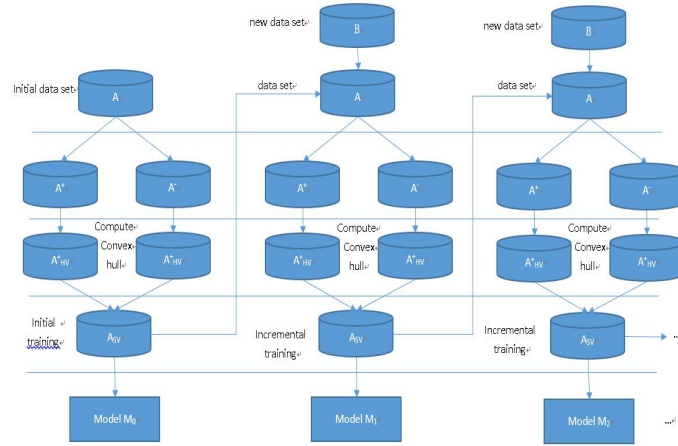 new data set
B
new data set
B
Initial data set
A
data set
A
data set
A
A⁺
A⁻
A⁺
A⁻
A⁺
A⁻
Compute
Convex
hull
Compute
Convex
hull
Compute
Convex
hull
A⁺HV
A⁺HV
A⁺HV
A⁺HV
A⁺HV
A⁺HV
Initial
training
ASV
Incremental
training
ASV
Incremental
training
ASV
...
Model M₀
Model M₁
Model M₂
...